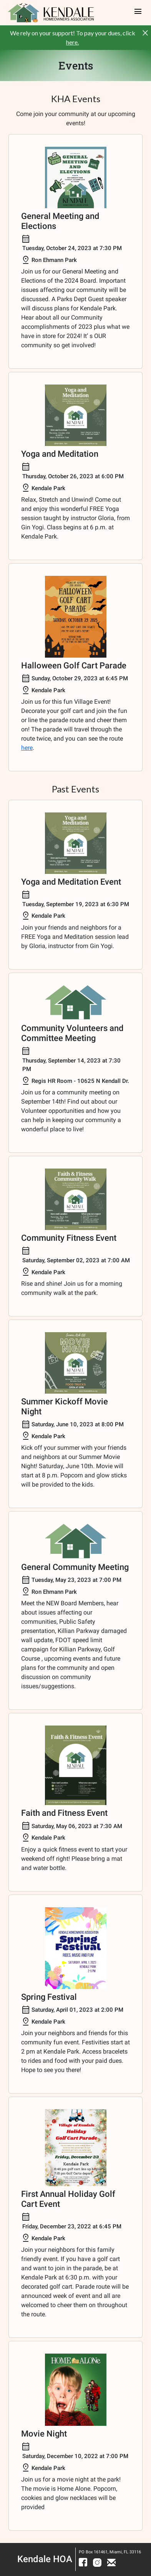 KENDALE
HOMEOWNERS ASSOCIATION
We rely on your support! To pay your dues, click
here.
Events
KHA Events
Come join your community at our upcoming
events!
KENDALE
GENERAL
MEETING AND
ELECTIONS
General Meeting and
Elections
Tuesday, October 24, 2023 at 7:30 PM
Ron Ehmann Park
Join us for our General Meeting and
Elections of the 2024 Board. Important
issues affecting our community will be
discussed. A Parks Dept Guest speaker
will discuss plans for Kendale Park.
Hear about all our Community
accomplishments of 2023 plus what we
have in store for 2024! It' s OUR
community so get involved!
Yoga and
Meditation
Yoga and Meditation
Thursday, October 26, 2023 at 6:00 PM
Kendale Park
Relax, Stretch and Unwind! Come out
and enjoy this wonderful FREE Yoga
session taught by instructor Gloria, from
Gin Yogi. Class begins at 6 p.m. at
Kendale Park.
HALLOWEEN
GOLF CART
PARADE
SUNDAY, OCTOBER 29, 2023
Halloween Golf Cart Parade
Sunday, October 29, 2023 at 6:45 PM
Kendale Park
Join us for this fun Village Event!
Decorate your golf cart and join the fun
or line the parade route and cheer them
on! The parade will travel through the
route twice, and you can see the route
here.
Past Events
Yoga and
Meditation
Yoga and Meditation Event
Tuesday, September 19, 2023 at 6:30 PM
Kendale Park
Join your friends and neighbors for a
FREE Yoga and Meditation session lead
by Gloria, instructor from Gin Yogi.
Community Volunteers and
Committee Meeting
Thursday, September 14, 2023 at 7:30
PM
Regis HR Room - 10625 N Kendall Dr.
Join us for a community meeting on
September 14th! Find out about our
Volunteer opportunities and how you
can help in keeping our community a
wonderful place to live!
Faith & Fitness
Community Walk
Community Fitness Event
Saturday, September 02, 2023 at 7:00 AM
Kendale Park
Rise and shine! Join us for a morning
community walk at the park.
MOVIE
NIGHT
Summer Kickoff Movie
Night
Saturday, June 10, 2023 at 8:00 PM
Kendale Park
Kick off your summer with your friends
and neighbors at our Summer Movie
Night! Saturday, June 10th. Movie will
start at 8 p.m. Popcorn and glow sticks
will be provided to the kids.
General Community Meeting
Tuesday, May 23, 2023 at 7:00 PM
Ron Ehmann Park
Meet the NEW Board Members, hear
about issues affecting our
communities, Public Safety
presentation, Killian Parkway damaged
wall update, FDOT speed limit
campaign for Killian Parkway, Golf
Course , upcoming events and future
plans for the community and open
discussion on community
issues/suggestions.
Faith & Fitness Event
KENDALE
Faith and Fitness Event
Saturday, May 06, 2023 at 7:30 AM
Kendale Park
Enjoy a quick fitness event to start your
weekend off right! Please bring a mat
and water bottle.
Spring
Festival
Spring Festival
Saturday, April 01, 2023 at 2:00 PM
Kendale Park
Join your neighbors and friends for this
community fun event. Festivities start at
2 pm at Kendale Park. Access bracelets
to rides and food with your paid dues.
Hope to see you there!
Village of Kendale
Holiday
Golf Cart Parade
Friday, December 23, 2022
First Annual Holiday Golf
Cart Event
Friday, December 23, 2022 at 6:45 PM
Kendale Park
Join your neighbors for this family
friendly event. If you have a golf cart
and want to join in the parade, be at
Kendale Park at 6:30 p.m. with your
decorated golf cart. Parade route will be
announced week of event and all are
welcomed to cheer them on throughout
the route.
HOME ALONE
Movie Night
Saturday, December 10, 2022 at 7:00 PM
Kendale Park
Join us for a movie night at the park!
The movie is Home Alone. Popcorn,
cookies and glow necklaces will be
provided
Kendale HOA
PO Box 161461, Miami, FL 33116